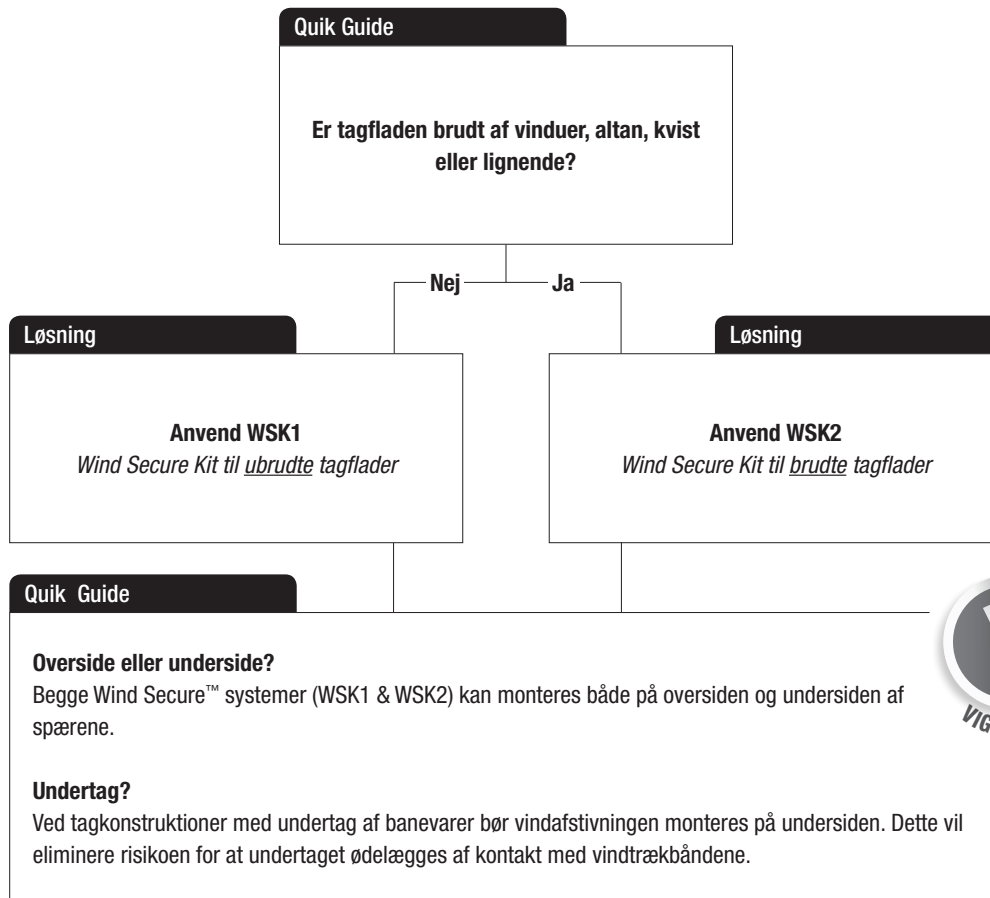 Quik Guide
Er tagfladen brudt af vinduer, altan, kvist
eller lignende?
Nej
Ja
Løsning
Anvend WSK1
Wind Secure Kit til ubrudte tagflader
Løsning
Anvend WSK2
Wind Secure Kit til brudte tagflader
Quik Guide
Overside eller underside?
Begge Wind Secure™ systemer (WSK1 & WSK2) kan monteres både på oversiden og undersiden af
spærene.
Undertag?
Ved tagkonstruktioner med undertag af banevarer bør vindafstivningen monteres på undersiden. Dette vil
eliminere risikoen for at undertaget ødelægges af kontakt med vindtrækbåndene.